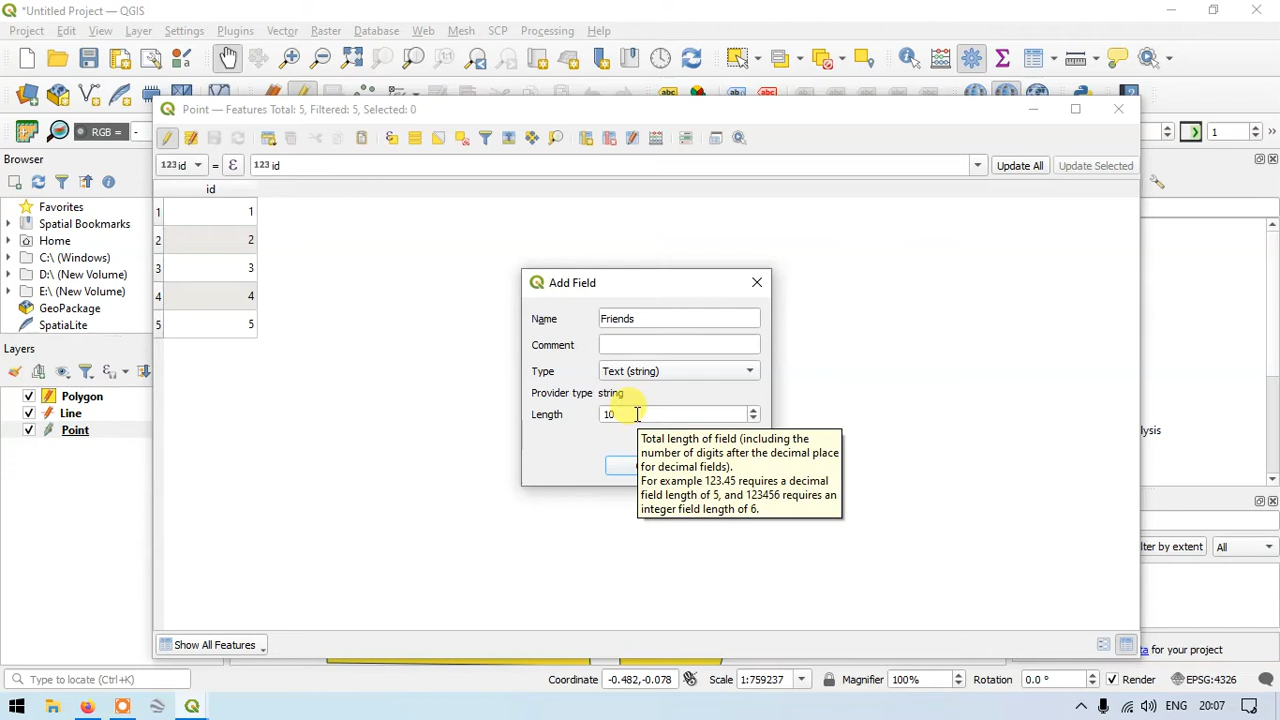 *Untitled Project — QGIS
Project Edit View Layer Settings Plugins Vector Raster Database Web Mesh SCP Processing Help
RGB = - 1
Point — Features Total: 5, Filtered: 5, Selected: 0
123 id = ε 123 id Update All Update Selected
id
1 1
2 2
3 3
4 4
5 5
Browser
Favorites
Spatial Bookmarks
Home
C:\ (Windows)
D:\ (New Volume)
E:\ (New Volume)
GeoPackage
SpatiaLite
Layers
Polygon
Line
Point
Add Field
Name Friends
Comment
Type Text (string)
Provider type string
Length 10
Total length of field (including the
number of digits after the decimal place
for decimal fields).
For example 123.45 requires a decimal
field length of 5, and 123456 requires an
integer field length of 6.
alysis
lter by extent All
ta for your project
Show All Features
Type to locate (Ctrl+K) Coordinate -0.482,-0.078 Scale 1:759237 Magnifier 100% Rotation 0.0 ° Render EPSG:4326
ENG 20:07